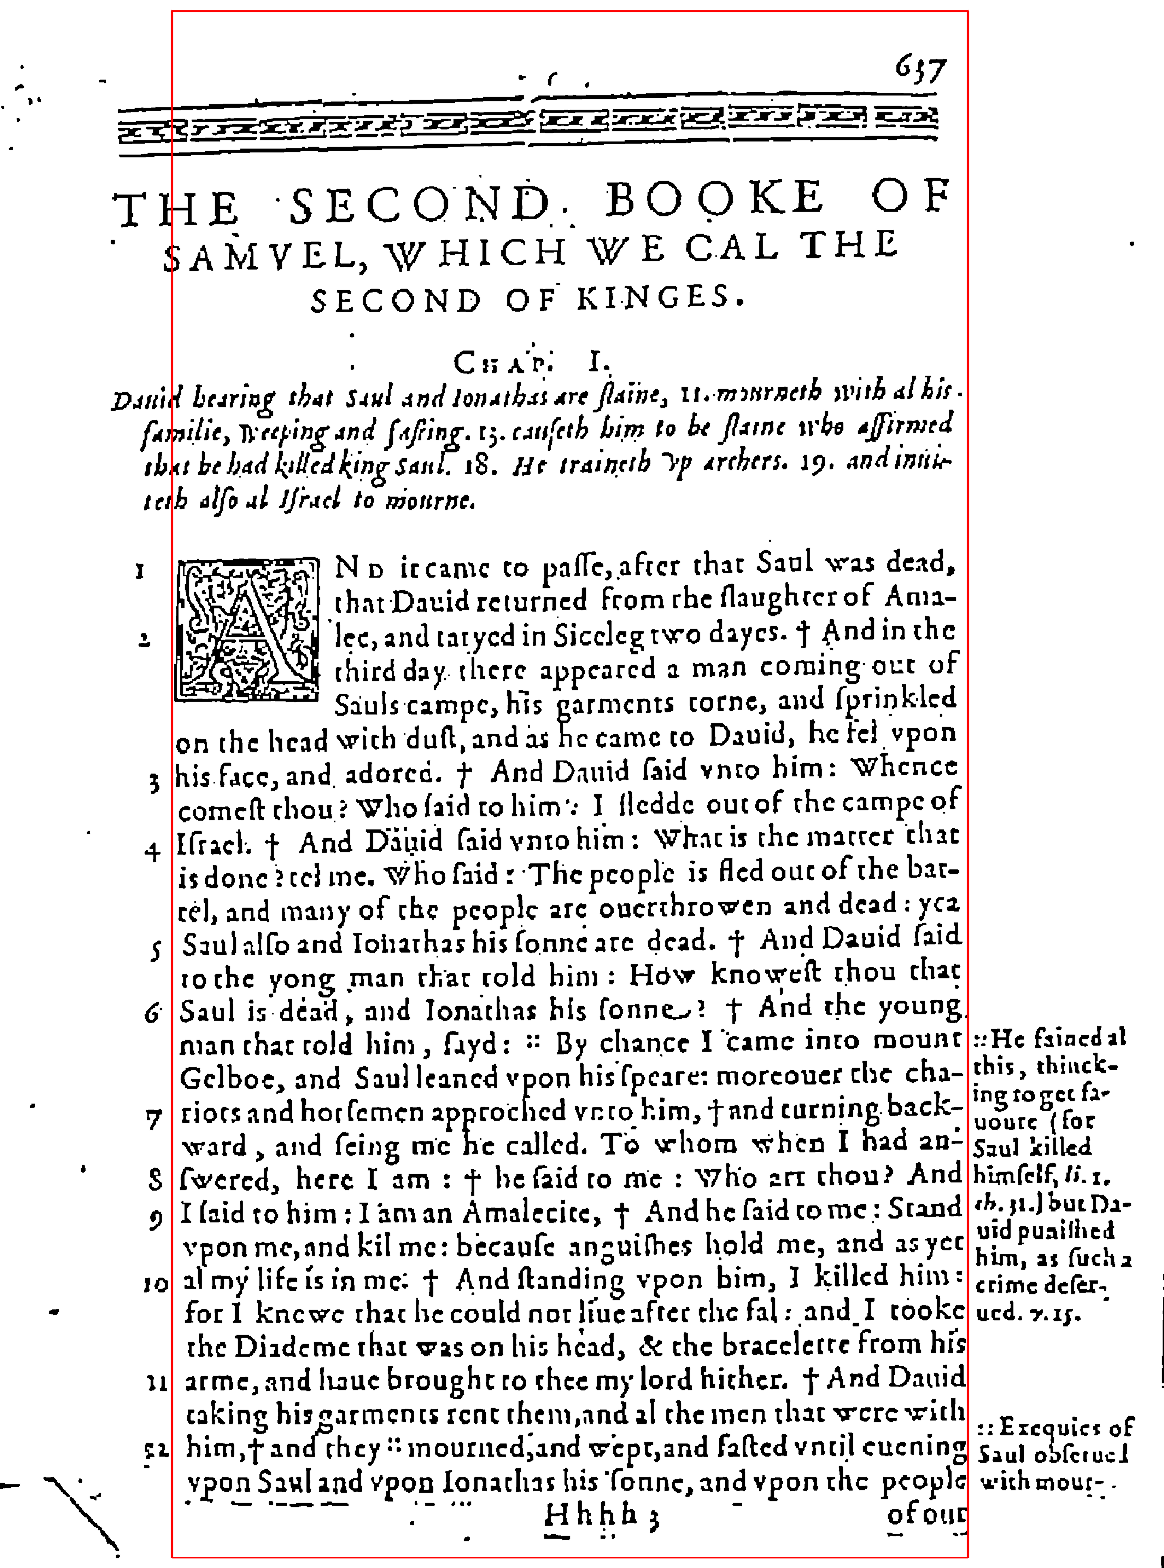 637
THE SECOND. BOOKE OF
SAMVEL, WHICH WE CAL THE
SECOND OF KINGES.
CHAP. I.
Dauid hearing that Saul and Ionathas are ſlaine, 11. mourneth with al his
familie, weeping and faſting. 15. cauſeth him to be ſlaine who affirmed
that he had killed king Saul. 18. He traineth vp archers. 19. and inui-
teth alſo al Iſrael to mourne.
1 AND it came to paſſe, after that Saul was dead,
that Dauid returned from the ſlaughter of Ama-
2 lec, and taryed in Siceleg two dayes. † And in the
third day there appeared a man coming out of
Sauls campe, his garments torne, and ſprinkled
on the head with duſt, and as he came to Dauid, he fel vpon
3 his face, and adored. † And Dauid ſaid vnto him: Whence
comeſt thou? Who ſaid to him: I fledde out of the campe of
4 Iſrael. † And Dauid ſaid vnto him: What is the matter that
is done? tel me. Who ſaid: The people is fled out of the bat-
tel, and many of the people are ouerthrowen and dead: yea
5 Saul alſo and Ionathas his ſonne are dead. † And Dauid ſaid
to the yong man that told him: How knoweſt thou that
6 Saul is dead, and Ionathas his ſonne? † And the young
man that told him, ſayd: :: By chance I came into mount
Gelboe, and Saul leaned vpon his ſpeare: moreouer the cha-
7 riots and horſemen approched vnto him, † and turning back-
ward, and ſeing me he called. To whom when I had an-
8 ſwered, here I am: † he ſaid to me: Who art thou? And
9 I ſaid to him: I am an Amalecite, † And he ſaid to me: Stand
vpon me, and kil me: becauſe anguiſhes hold me, and as yet
10 al my life is in me: † And ſtanding vpon him, I killed him:
for I knewe that he could not liue after the fal: and I tooke
the Diademe that was on his head, & the bracelette from his
11 arme, and haue brought to thee my lord hither. † And Dauid
taking his garments rent them, and al the men that were with
12 him, † and they :: mourned, and wept, and faſted vntil euening
vpon Saul and vpon Ionathas his ſonne, and vpon the people
Hhhh 3 of our
:: He fained al
this, thinck-
ing to get fa-
uoure (for
Saul killed
himſelf, li. 1.
ch. 31.) but Da-
uid puniſhed
him, as ſuch a
crime deſer-
ued. v. 15.
:: Exequies of
Saul obſerued
with mour-